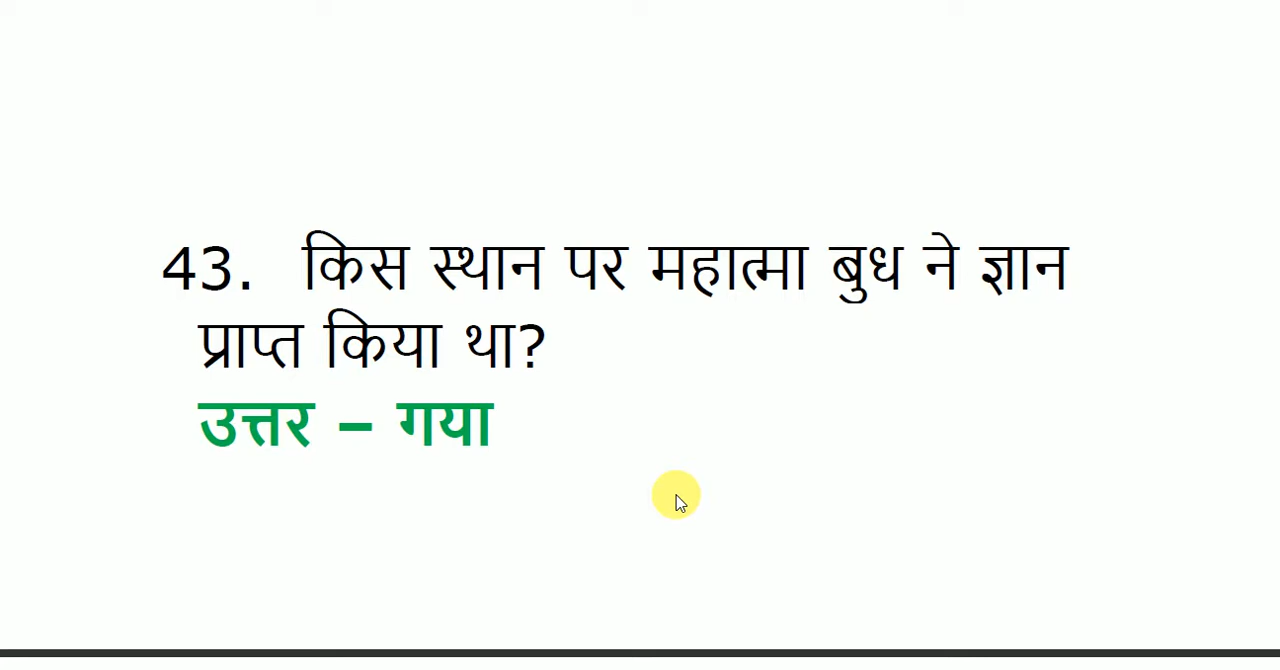 43. किस स्थान पर महात्मा बुध ने ज्ञान
प्राप्त किया था?
उत्तर – गया